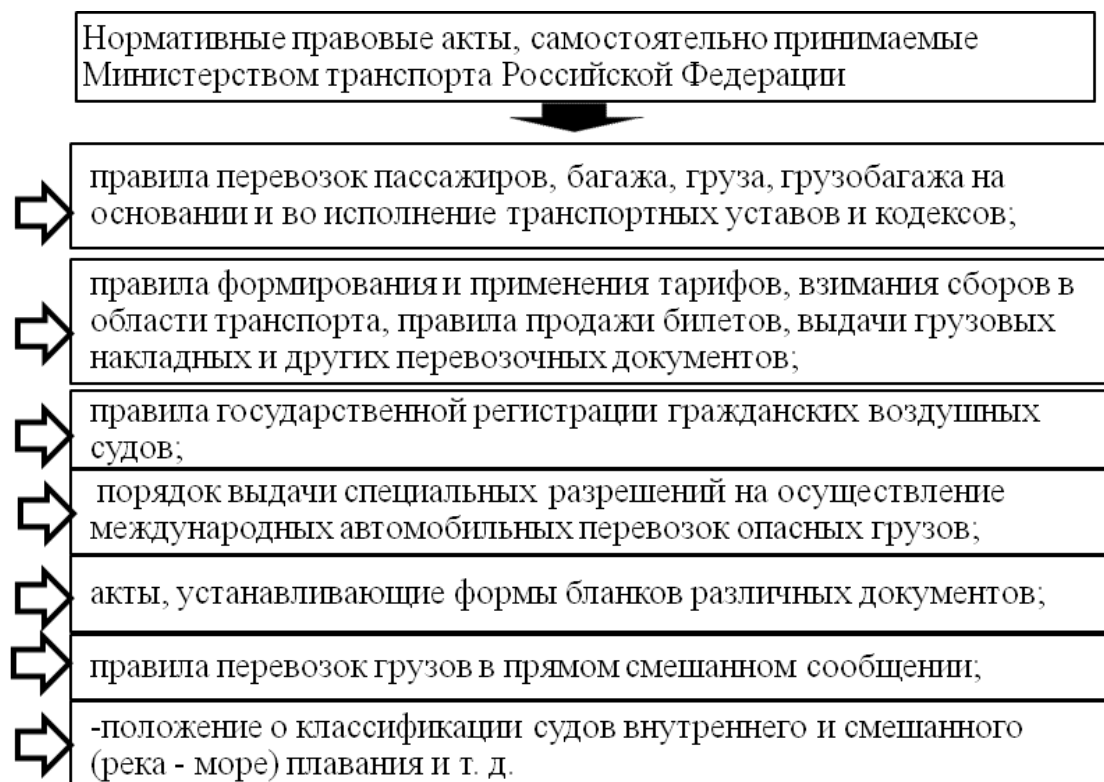 Нормативные правовые акты, самостоятельно принимаемые
Министерством транспорта Российской Федерации
правила перевозок пассажиров, багажа, груза, грузобагажа на
основании и во исполнение транспортных уставов и кодексов;
правила формирования и применения тарифов, взимания сборов в
области транспорта, правила продажи билетов, выдачи грузовых
накладных и других перевозочных документов;
правила государственной регистрации гражданских воздушных
судов;
порядок выдачи специальных разрешений на осуществление
международных автомобильных перевозок опасных грузов;
акты, устанавливающие формы бланков различных документов;
правила перевозок грузов в прямом смешанном сообщении;
-положение о классификации судов внутреннего и смешанного
(река - море) плавания и т. д.